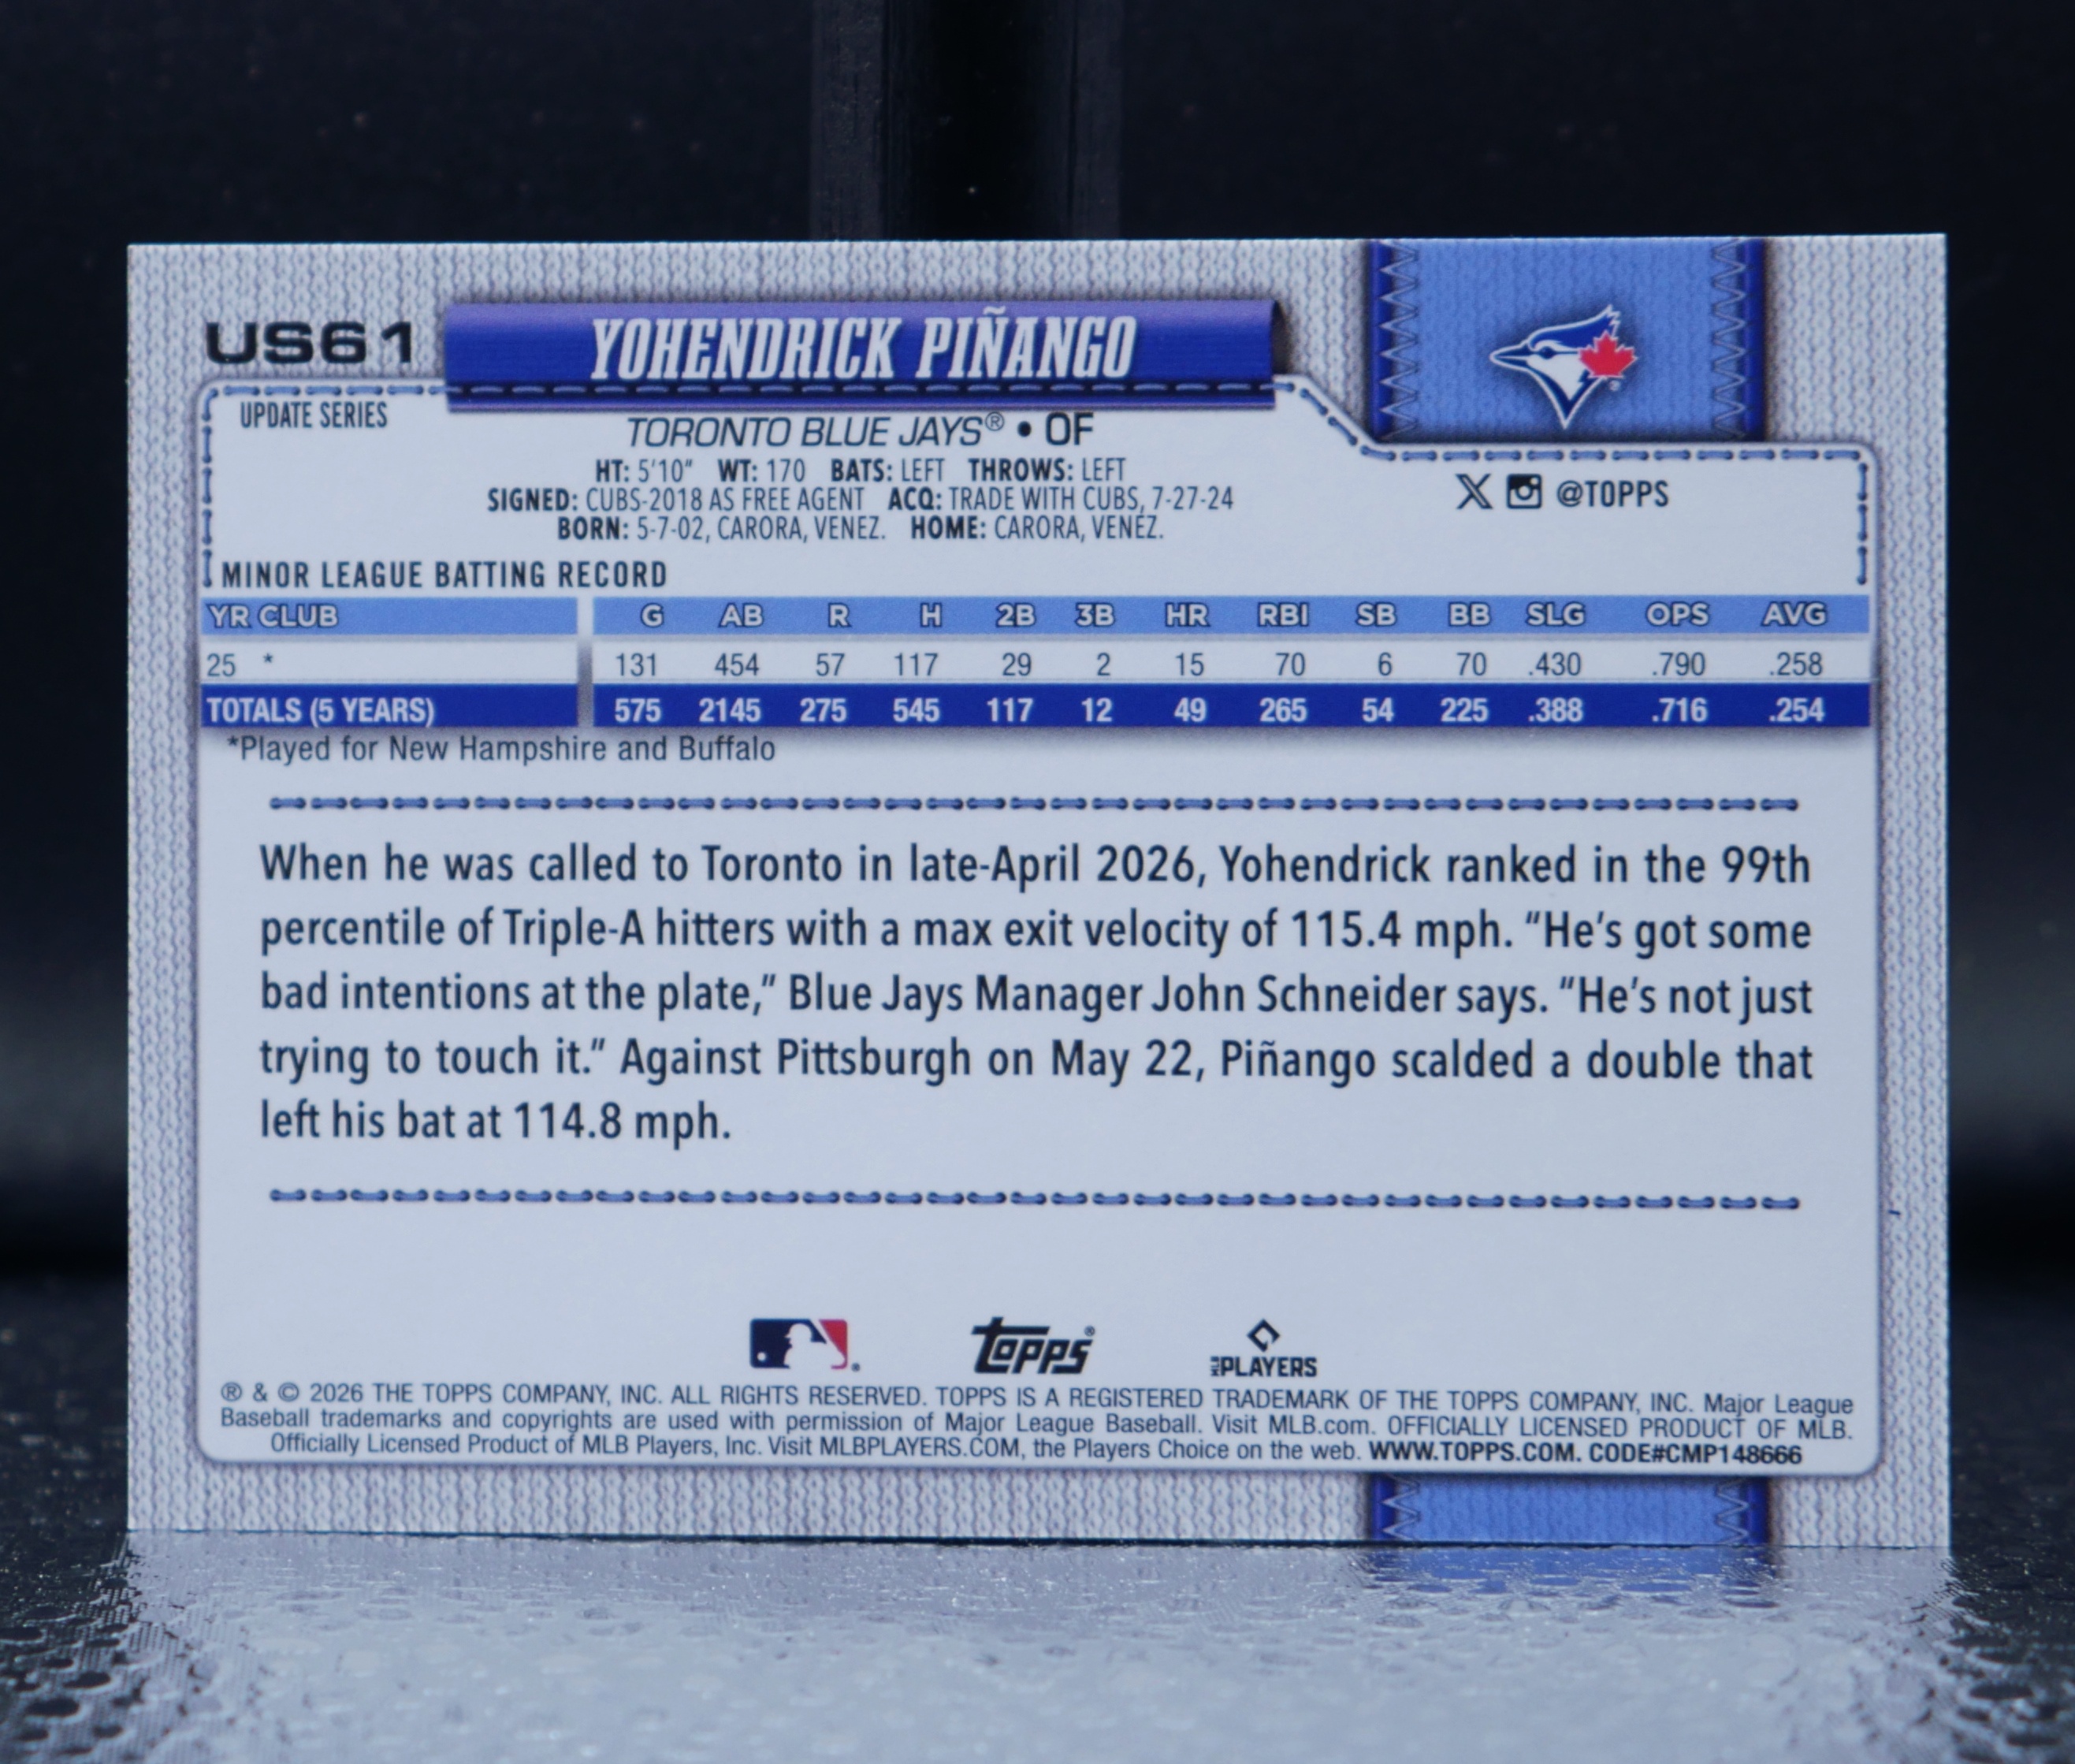 US61
YOHENDRICK PIÑANGO
UPDATE SERIES
TORONTO BLUE JAYS® • OF
HT: 5'10" WT: 170 BATS: LEFT THROWS: LEFT
SIGNED: CUBS-2018 AS FREE AGENT ACQ: TRADE WITH CUBS, 7-27-24
BORN: 5-7-02, CARORA, VENEZ. HOME: CARORA, VENEZ.
X @TOPPS
MINOR LEAGUE BATTING RECORD
YR CLUB G AB R H 2B 3B HR RBI SB BB SLG OPS AVG
25 * 131 454 57 117 29 2 15 70 6 70 .430 .790 .258
TOTALS (5 YEARS) 575 2145 275 545 117 12 49 265 54 225 .388 .716 .254
*Played for New Hampshire and Buffalo
When he was called to Toronto in late-April 2026, Yohendrick ranked in the 99th
percentile of Triple-A hitters with a max exit velocity of 115.4 mph. “He’s got some
bad intentions at the plate,” Blue Jays Manager John Schneider says. “He’s not just
trying to touch it.” Against Pittsburgh on May 22, Piñango scalded a double that
left his bat at 114.8 mph.
topps® MLB PLAYERS
® & © 2026 THE TOPPS COMPANY, INC. ALL RIGHTS RESERVED. TOPPS IS A REGISTERED TRADEMARK OF THE TOPPS COMPANY, INC. Major League
Baseball trademarks and copyrights are used with permission of Major League Baseball. Visit MLB.com. OFFICIALLY LICENSED PRODUCT OF MLB.
Officially Licensed Product of MLB Players, Inc. Visit MLBPLAYERS.COM, the Players Choice on the web. WWW.TOPPS.COM. CODE#CMP148666